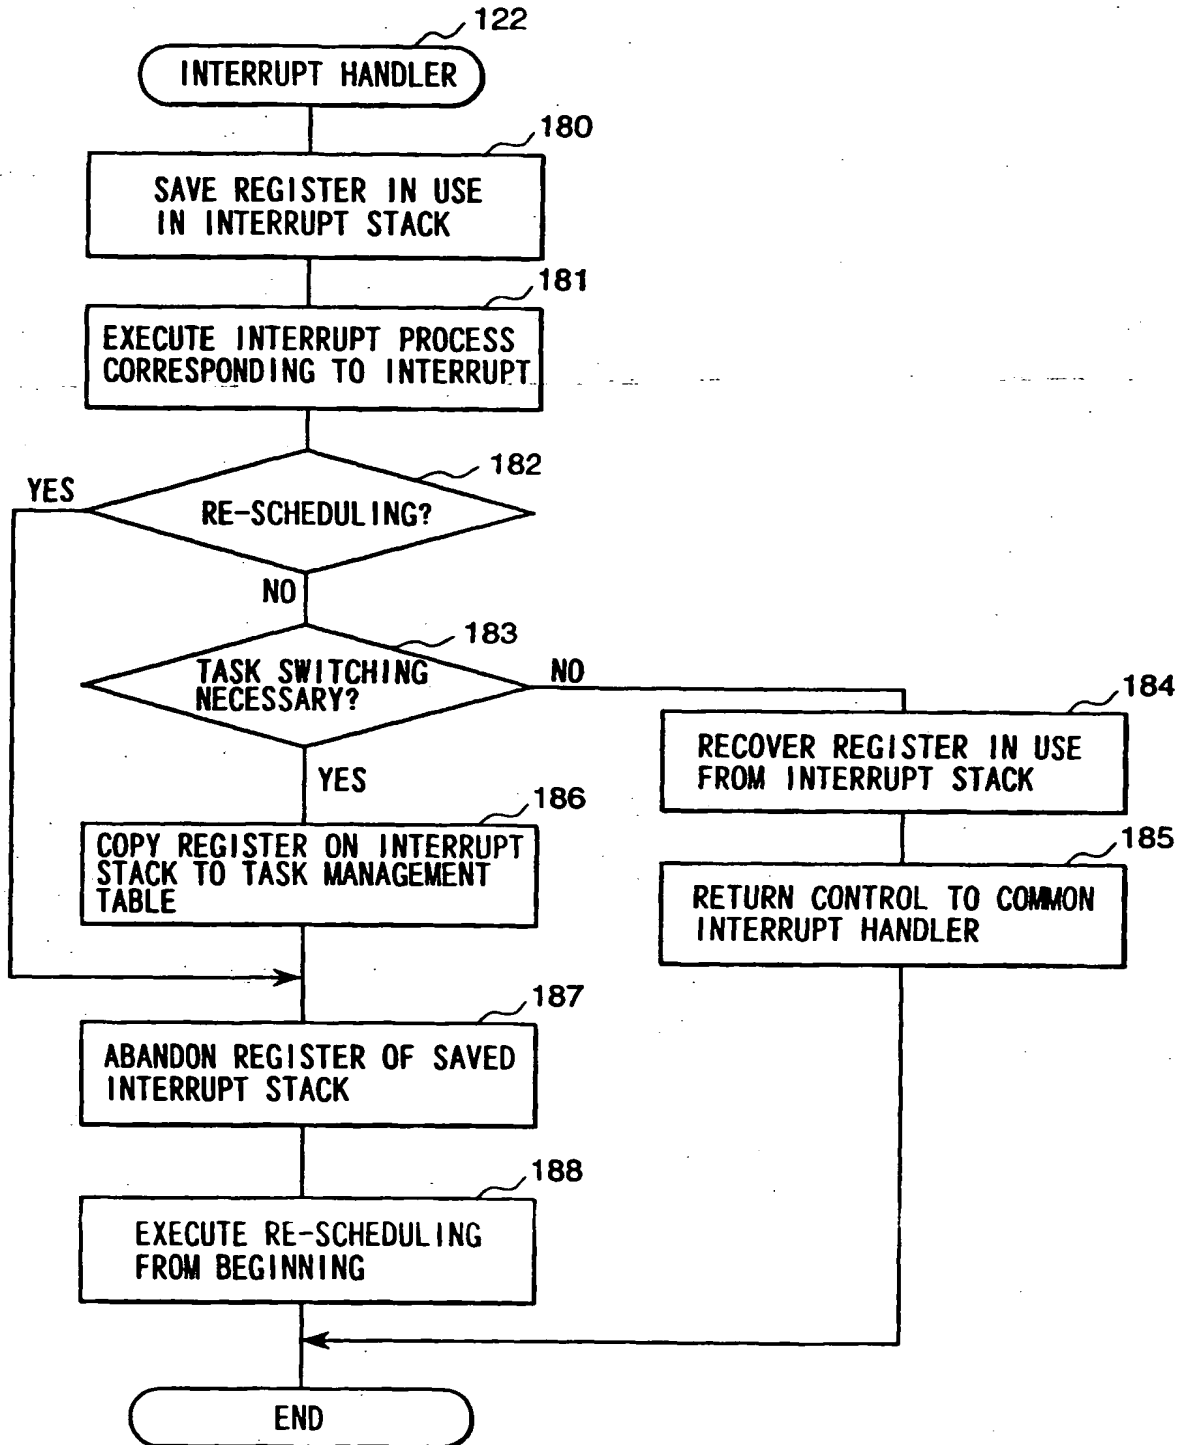 122
INTERRUPT HANDLER
180
SAVE REGISTER IN USE
IN INTERRUPT STACK
181
EXECUTE INTERRUPT PROCESS
CORRESPONDING TO INTERRUPT
182
YES
RE-SCHEDULING?
NO
183
TASK SWITCHING
NECESSARY?
NO
184
RECOVER REGISTER IN USE
FROM INTERRUPT STACK
YES
186
COPY REGISTER ON INTERRUPT
STACK TO TASK MANAGEMENT
TABLE
185
RETURN CONTROL TO COMMON
INTERRUPT HANDLER
187
ABANDON REGISTER OF SAVED
INTERRUPT STACK
188
EXECUTE RE-SCHEDULING
FROM BEGINNING
END